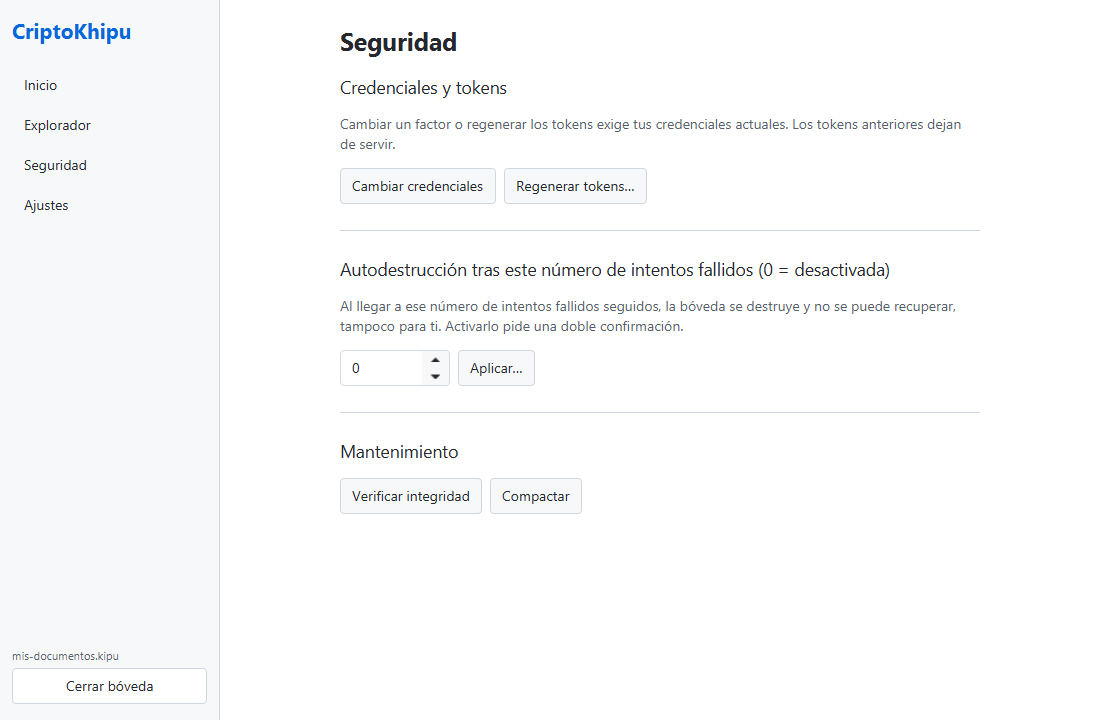 CriptoKhipu
Inicio
Explorador
Seguridad
Ajustes
mis-documentos.kipu
Cerrar bóveda
Seguridad
Credenciales y tokens
Cambiar un factor o regenerar los tokens exige tus credenciales actuales. Los tokens anteriores dejan
de servir.
Cambiar credenciales
Regenerar tokens...
Autodestrucción tras este número de intentos fallidos (0 = desactivada)
Al llegar a ese número de intentos fallidos seguidos, la bóveda se destruye y no se puede recuperar,
tampoco para ti. Activarlo pide una doble confirmación.
0
Aplicar...
Mantenimiento
Verificar integridad
Compactar